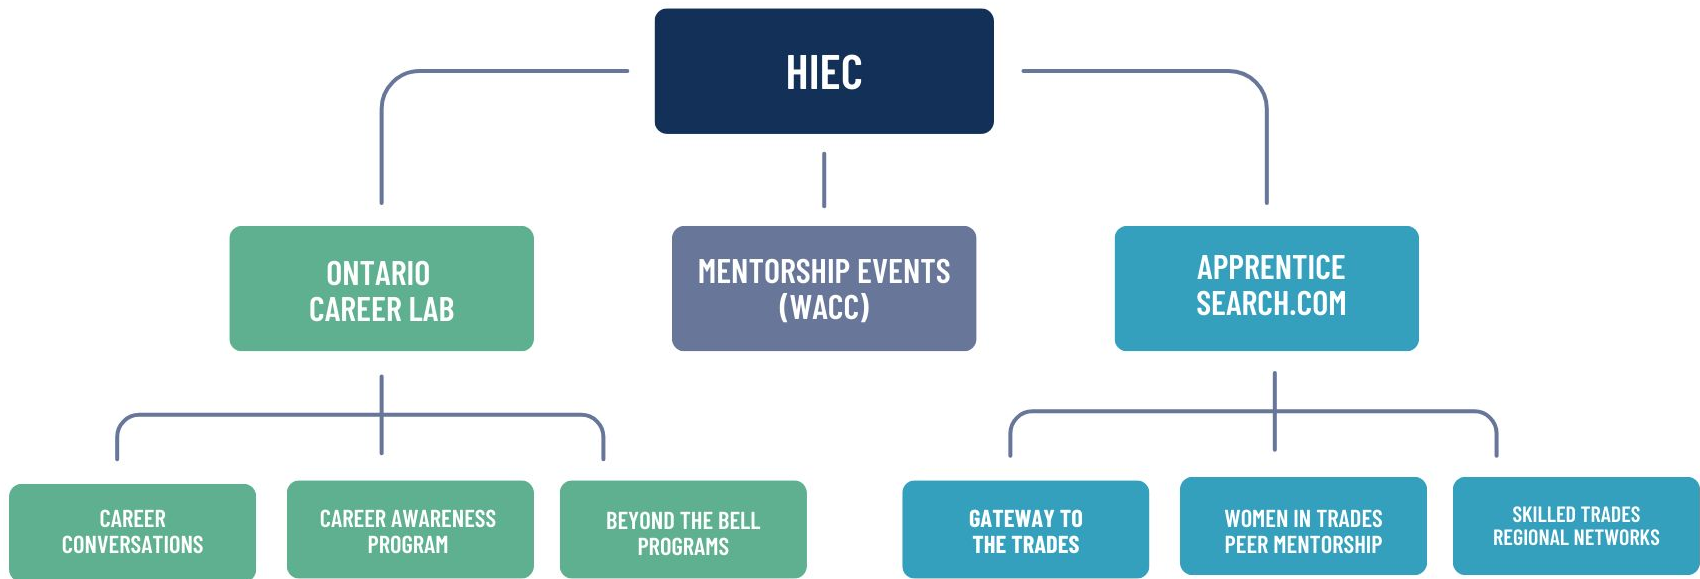 HIEC
ONTARIO
CAREER LAB
MENTORSHIP EVENTS
(WACC)
APPRENTICE
SEARCH.COM
CAREER
CONVERSATIONS
CAREER AWARENESS
PROGRAM
BEYOND THE BELL
PROGRAMS
GATEWAY TO
THE TRADES
WOMEN IN TRADES
PEER MENTORSHIP
SKILLED TRADES
REGIONAL NETWORKS